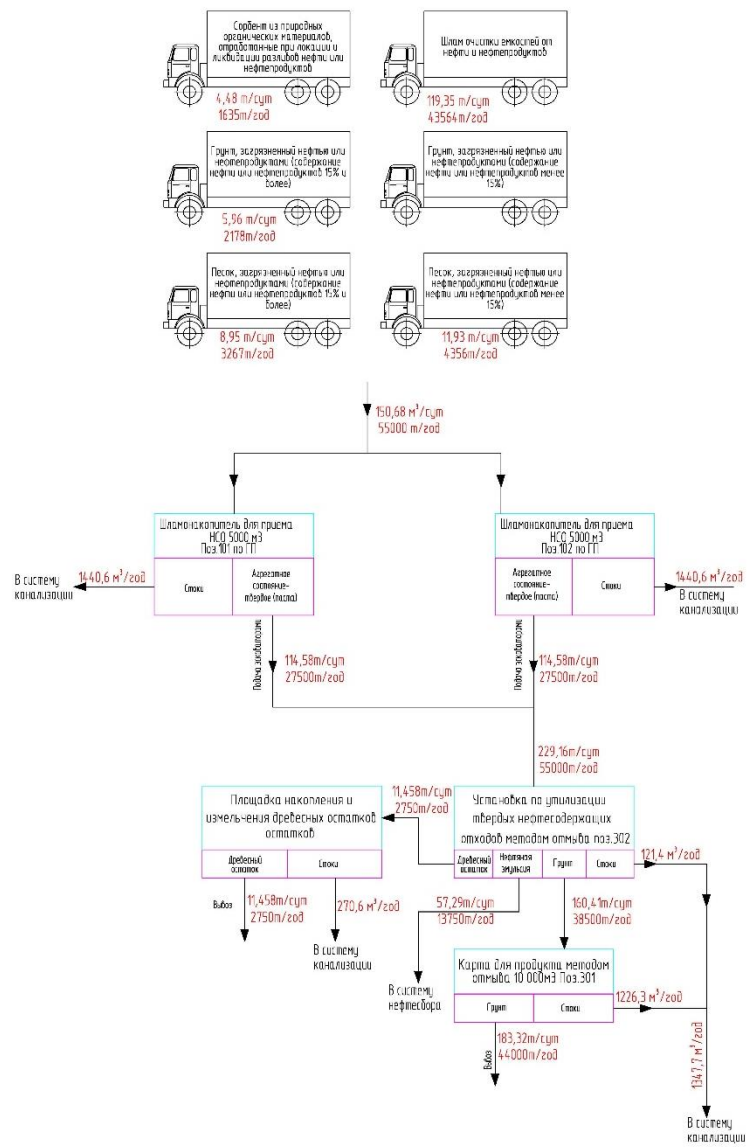 Сорбент из природных
органических материалов,
отработанные при локации и
ликвидации разливов нефти или
нефтепродуктов
4,48 т/сут
1635т/год
Шлам очистки емкостей от
нефти и нефтепродуктов
119,35 т/сут
43564т/год
Грунт, загрязненный нефтью или
нефтепродуктами (содержание
нефти или нефтепродуктов 15% и
более)
5,96 т/сут
2178т/год
Грунт, загрязненный нефтью или
нефтепродуктами (содержание
нефти или нефтепродуктов менее
15%)
Песок, загрязненный нефтью или
нефтепродуктами (содержание
нефти или нефтепродуктов 15% и
более)
8,95 т/сут
3267т/год
Песок, загрязненный нефтью или
нефтепродуктами (содержание
нефти или нефтепродуктов менее
15%)
11,93 т/сут
4356т/год
150,68 м³/сут
55000 т/год
Шламонакопитель для приема
НСО 5000 м3
Поз.101 по ГП
Стоки
Агрегатное
состояние-
твердое (паста)
1440,6 м³/год
В систему
канализации
Шламонакопитель для приема
НСО 5000 м3
Поз.102 по ГП
Агрегатное
состояние-
твердое (паста)
Стоки
1440,6 м³/год
В систему
канализации
Подача
114,58т/сут
27500т/год
Подача
114,58т/сут
27500т/год
229,16т/сут
55000т/год
Площадка накопления и
измельчения древесных остатков
остатков
Древесный
остаток
Стоки
11,458т/сут
2750т/год
Установка по утилизации
твердых нефтесодержащих
отходов методом отмыва поз.302
Древесный
остаток
Нефтяная
эмульсия
Грунт
Стоки
121,4 м³/год
Вывоз
11,458т/сут
2750т/год
270,6 м³/год
В систему
канализации
57,29т/сут
13750т/год
В систему
нефтесбора
160,41т/сут
38500т/год
Карта для продукта методом
отмыва 10 000м3 Поз.301
Грунт
Стоки
1226,3 м³/год
Вывоз
183,32т/сут
44000т/год
1347,7 м³/год
В систему
канализации